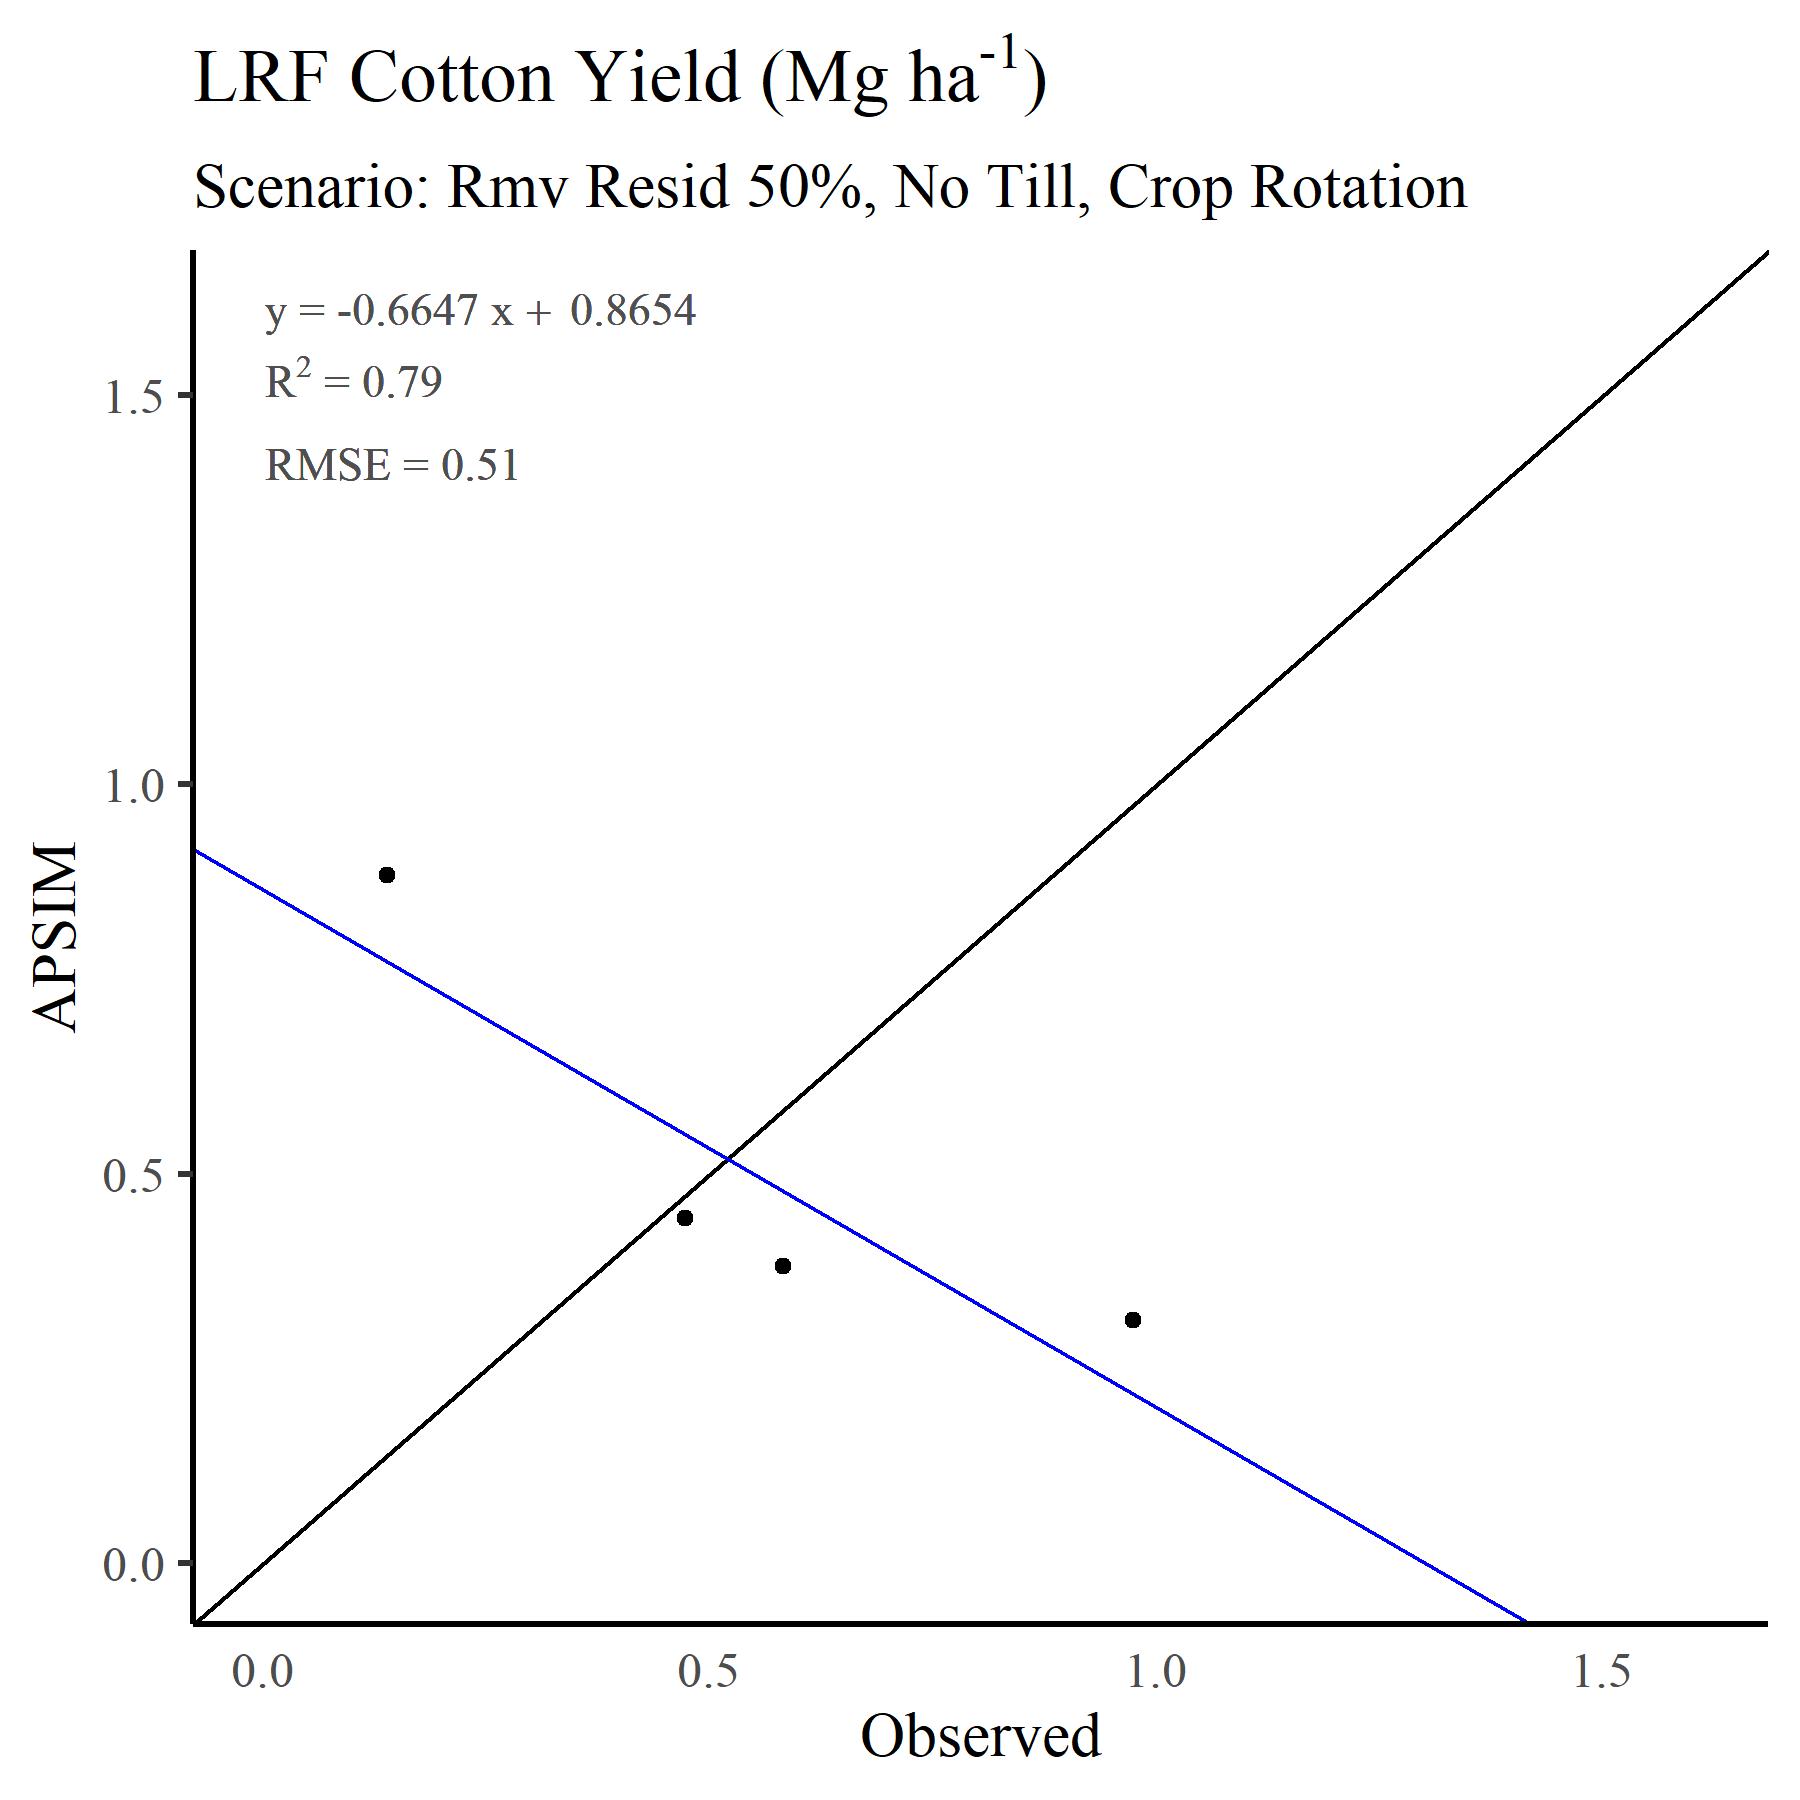 LRF Cotton Yield (Mg ha⁻¹)
Scenario: Rmv Resid 50%, No Till, Crop Rotation
y = -0.6647 x + 0.8654
R² = 0.79
RMSE = 0.51
1.5
1.0
0.5
0.0
APSIM
0.0 0.5 1.0 1.5
Observed